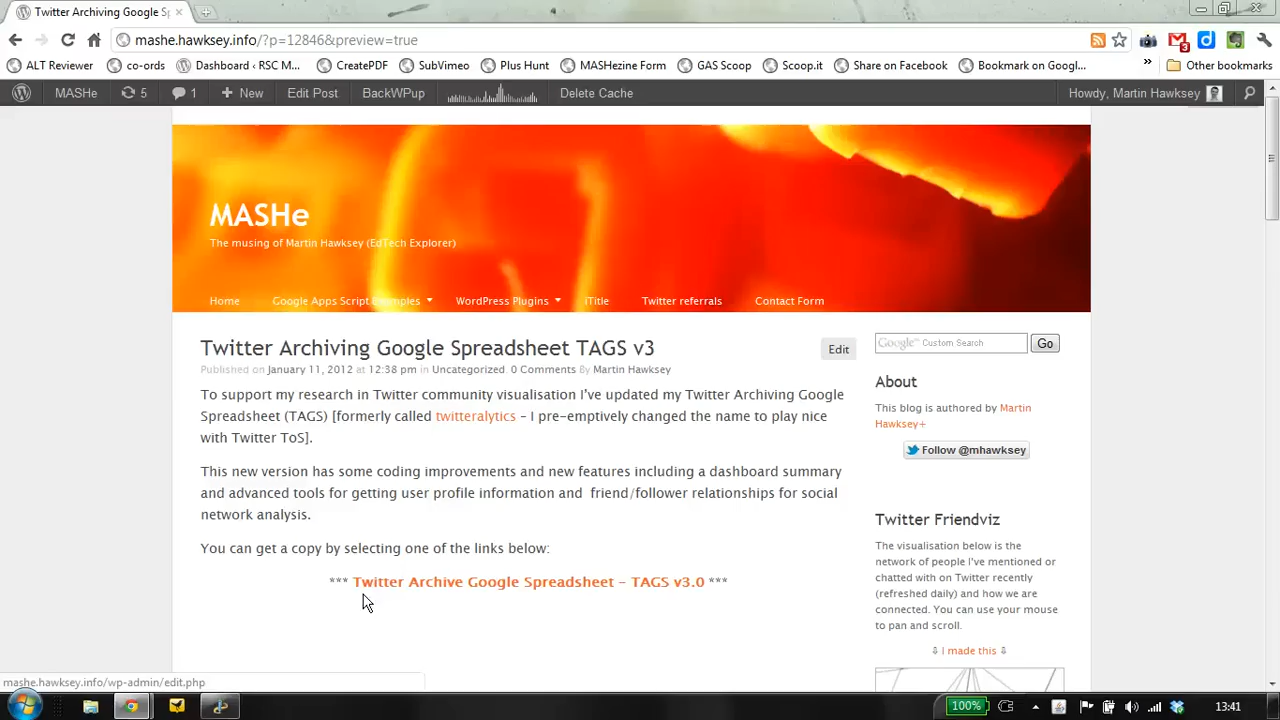 Twitter Archiving Google Sp
mashe.hawksey.info/?p=12846&preview=true
3
ALT Reviewer co-ords Dashboard ‹ RSC M... CreatePDF SubVimeo Plus Hunt MASHezine Form GAS Scoop Scoop.it Share on Facebook Bookmark on Googl... » Other bookmarks
MASHe 5 1 + New Edit Post BackWPup Delete Cache Howdy, Martin Hawksey
MASHe
The musing of Martin Hawksey (EdTech Explorer)
Home Google Apps Script Examples WordPress Plugins iTitle Twitter referrals Contact Form
Twitter Archiving Google Spreadsheet TAGS v3
Edit
Published on January 11, 2012 at 12:38 pm in Uncategorized. 0 Comments By Martin Hawksey
To support my research in Twitter community visualisation I've updated my Twitter Archiving Google
Spreadsheet (TAGS) [formerly called twitteralytics – I pre-emptively changed the name to play nice
with Twitter ToS].
This new version has some coding improvements and new features including a dashboard summary
and advanced tools for getting user profile information and friend/follower relationships for social
network analysis.
You can get a copy by selecting one of the links below:
*** Twitter Archive Google Spreadsheet – TAGS v3.0 ***
Google™ Custom Search Go
About
This blog is authored by Martin
Hawksey+
Follow @mhawksey
Twitter Friendviz
The visualisation below is the
network of people I've mentioned or
chatted with on Twitter recently
(refreshed daily) and how we are
connected. You can use your mouse
to pan and scroll.
⇩ I made this ⇩
mashe.hawksey.info/wp-admin/edit.php
100% 13:41